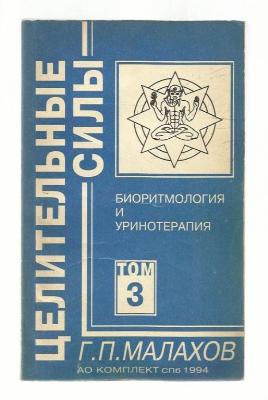 ЦЕЛИТЕЛЬНЫЕ
СИЛЫ
БИОРИТМОЛОГИЯ
И
УРИНОТЕРАПИЯ
ТОМ
3
Г.П.МАЛАХОВ
АО КОМПЛЕКТ СПб 1994